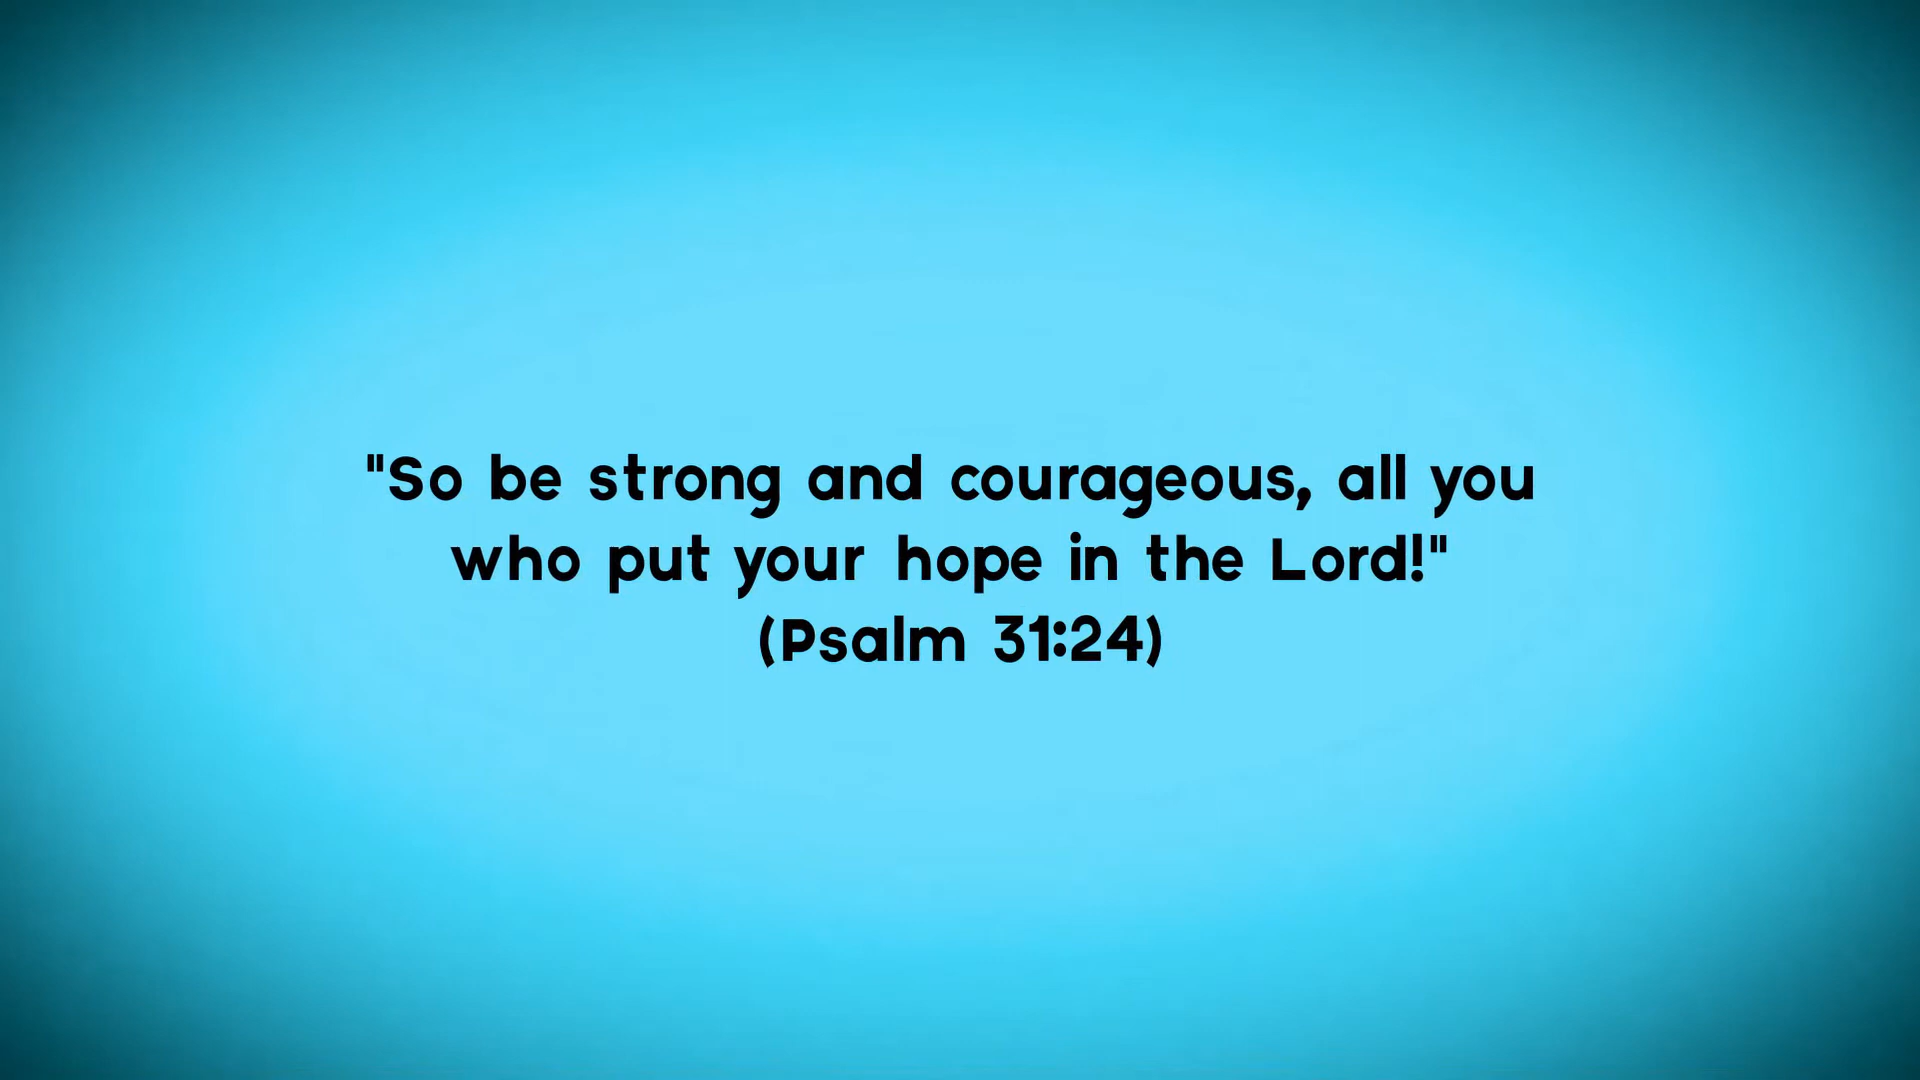 "So be strong and courageous, all you
who put your hope in the Lord!"
(Psalm 31:24)